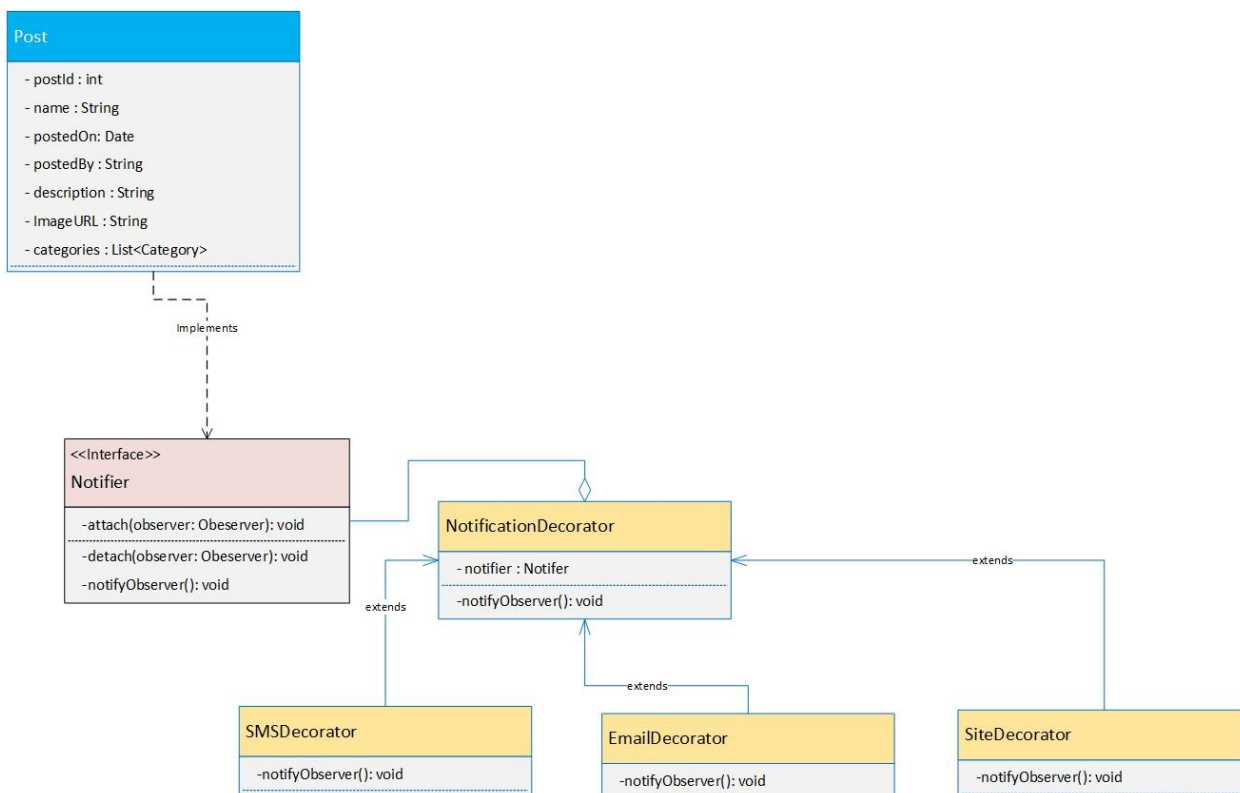 Post
- postId : int
- name : String
- postedOn: Date
- postedBy : String
- description : String
- ImageURL : String
- categories : List<Category>
Implements
<<Interface>>
Notifier
-attach(observer: Obeserver): void
-detach(observer: Obeserver): void
-notifyObserver(): void
NotificationDecorator
- notifier : Notifer
-notifyObserver(): void
extends
extends
extends
SMSDecorator
-notifyObserver(): void
EmailDecorator
-notifyObserver(): void
SiteDecorator
-notifyObserver(): void